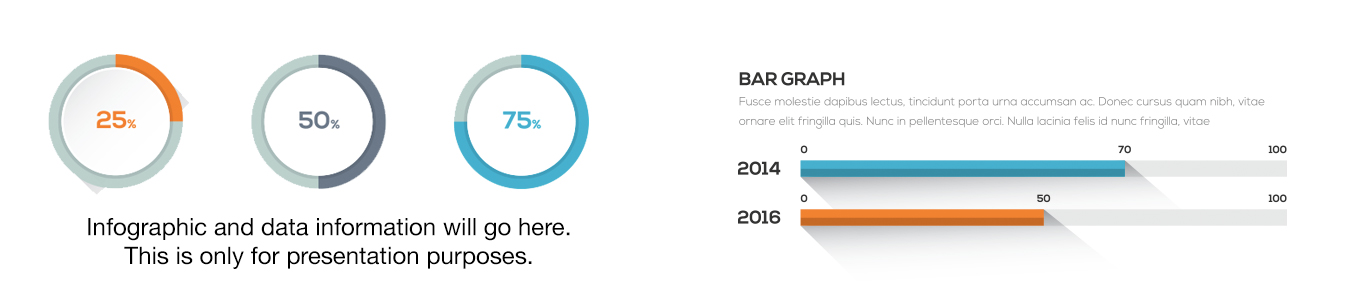 25%
50%
75%
Infographic and data information will go here.
This is only for presentation purposes.
BAR GRAPH
Fusce molestie dapibus lectus, tincidunt porta urna accumsan ac. Donec cursus quam nibh, vitae
ornare elit fringilla quis. Nunc in pellentesque orci. Nulla lacinia felis id nunc fringilla, vitae
0 70 100
2014
0 50 100
2016